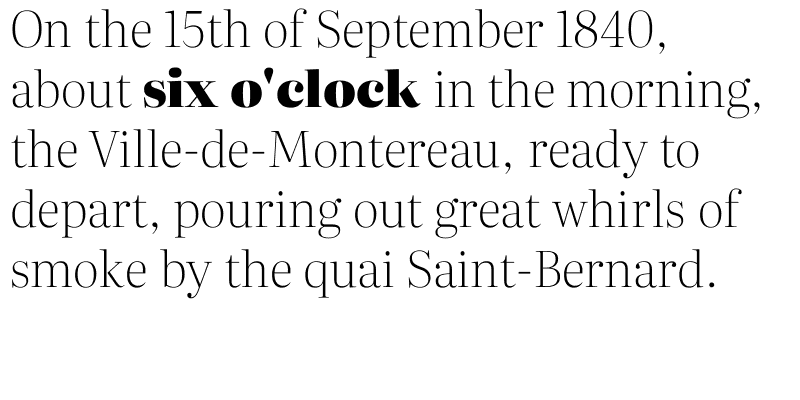 On the 15th of September 1840,
about six o'clock in the morning,
the Ville-de-Montereau, ready to
depart, pouring out great whirls of
smoke by the quai Saint-Bernard.